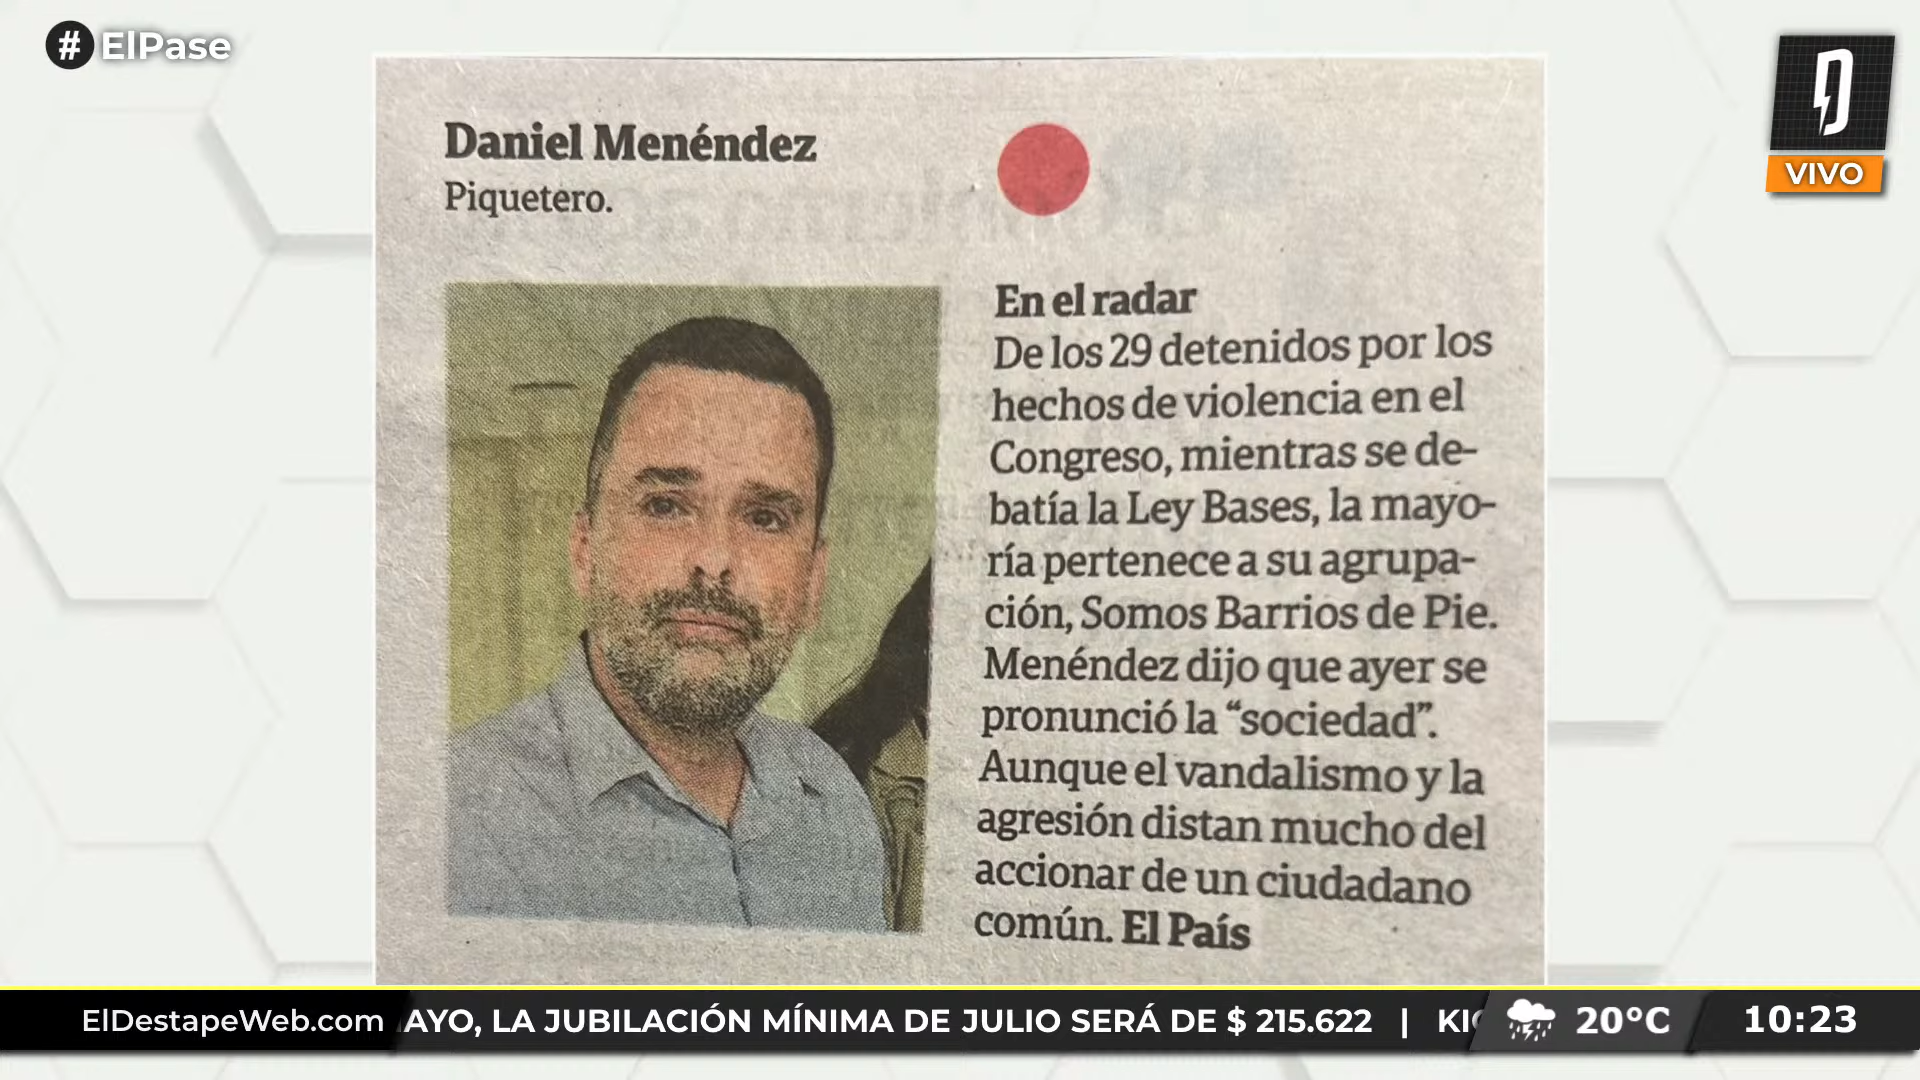 # ElPase
VIVO
Daniel Menéndez
Piquetero.
En el radar
De los 29 detenidos por los
hechos de violencia en el
Congreso, mientras se de-
batía la Ley Bases, la mayo-
ría pertenece a su agrupa-
ción, Somos Barrios de Pie.
Menéndez dijo que ayer se
pronunció la “sociedad”.
Aunque el vandalismo y la
agresión distan mucho del
accionar de un ciudadano
común. El País
ElDestapeWeb.com
AYO, LA JUBILACIÓN MÍNIMA DE JULIO SERÁ DE $ 215.622 |
20°C
10:23